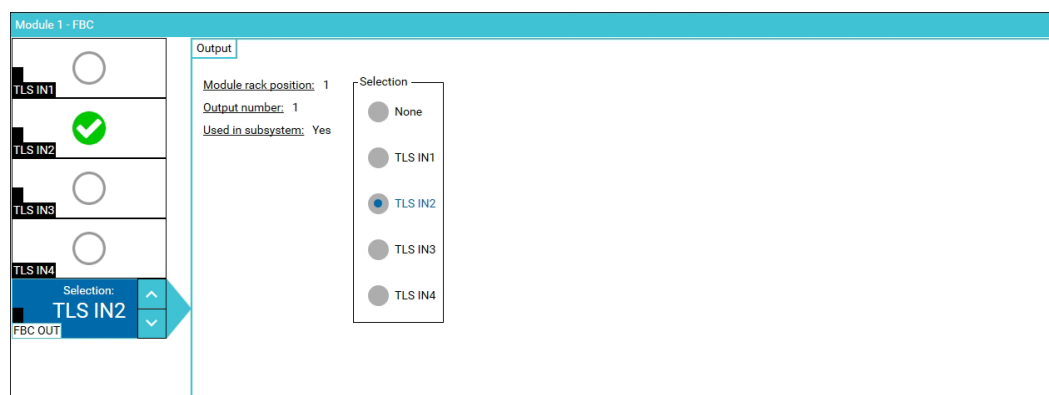 Module 1 - FBC
TLS IN1
TLS IN2
TLS IN3
TLS IN4
Selection:
TLS IN2
FBC OUT
Output
Module rack position: 1
Output number: 1
Used in subsystem: Yes
Selection
None
TLS IN1
TLS IN2
TLS IN3
TLS IN4